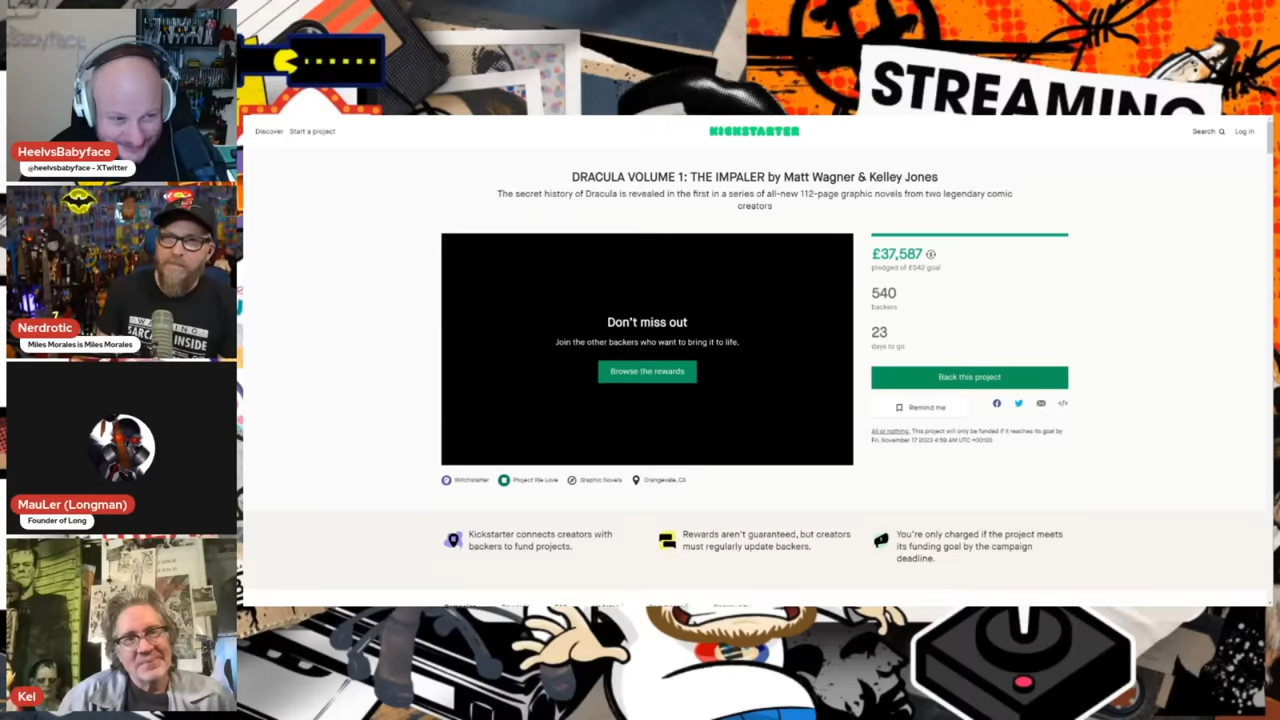 Babyface
HeelvsBabyface
@heelvsbabyface - XTwitter
WARNING
SARCASM INSIDE
Nerdrotic
Miles Morales is Miles Morales
MauLer (Longman)
Founder of Long
Kel
STREAMING
Discover Start a project
KICKSTARTER
Search Log in
DRACULA VOLUME 1: THE IMPALER by Matt Wagner & Kelley Jones
The secret history of Dracula is revealed in the first in a series of all-new 112-page graphic novels from two legendary comic
creators
Don't miss out
Join the other backers who want to bring it to life.
Browse the rewards
£37,587
pledged of £542 goal
540
backers
23
days to go
Back this project
Remind me
All or nothing. This project will only be funded if it reaches its goal by
Fri, November 17 2023 4:59 AM UTC +00:00.
Witchstarter Project We Love Graphic Novels Orangevale, CA
Kickstarter connects creators with
backers to fund projects.
Rewards aren't guaranteed, but creators
must regularly update backers.
You're only charged if the project meets
its funding goal by the campaign
deadline.